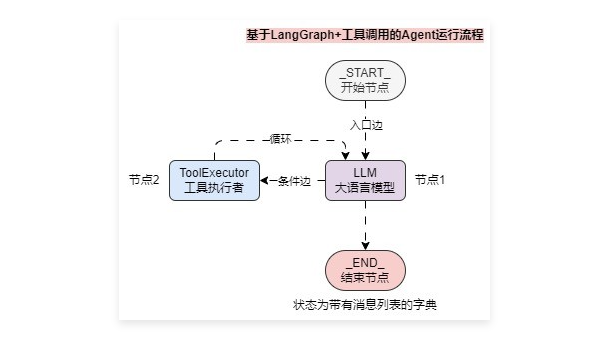 基于LangGraph+工具调用的Agent运行流程
_START_
开始节点
入口边
循环
节点2
ToolExecutor
工具执行者
条件边
LLM
大语言模型
节点1
_END_
结束节点
状态为带有消息列表的字典